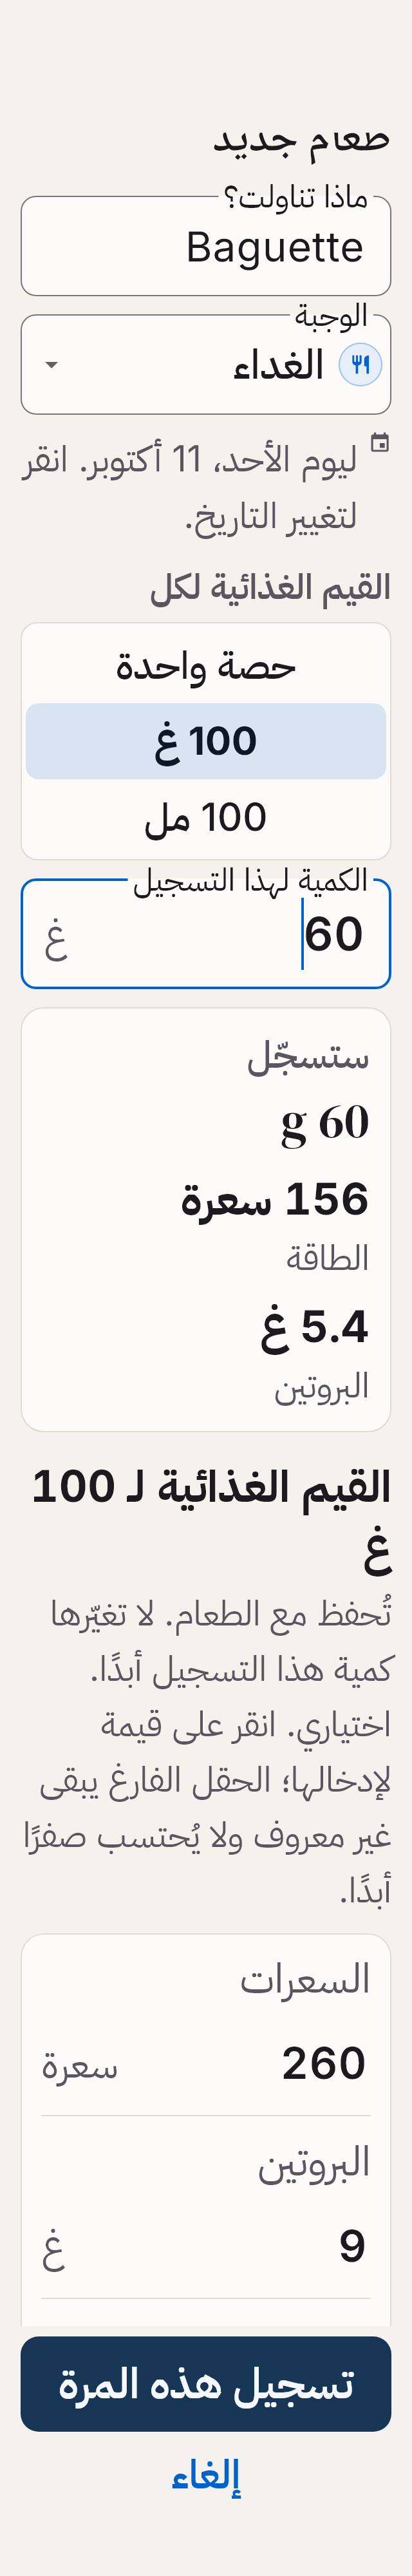 طعام جديد
ماذا تناولت؟
Baguette
الوجبة
الغداء
ليوم الأحد، 11 أكتوبر. انقر
لتغيير التاريخ.
القيم الغذائية لكل
حصة واحدة
100 غ
100 مل
الكمية لهذا التسجيل
60
غ
ستسجّل
60 g
156 سعرة
الطاقة
5.4 غ
البروتين
القيم الغذائية لـ 100
غ
تُحفظ مع الطعام. لا تغيّرها
كمية هذا التسجيل أبدًا.
اختياري. انقر على قيمة
لإدخالها؛ الحقل الفارغ يبقى
غير معروف ولا يُحتسب صفرًا
أبدًا.
السعرات
260
سعرة
البروتين
9
غ
تسجيل هذه المرة
إلغاء